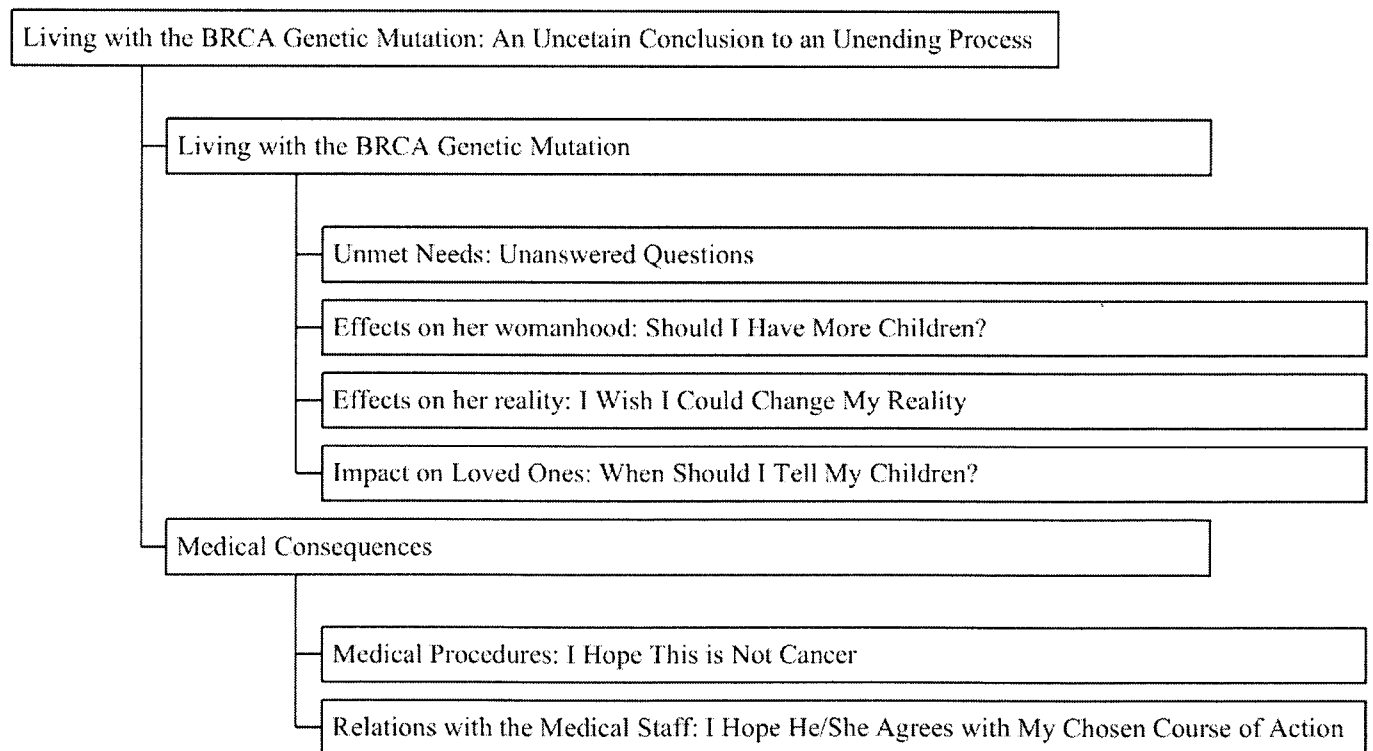 Living with the BRCA Genetic Mutation: An Uncetain Conclusion to an Unending Process
Living with the BRCA Genetic Mutation
Unmet Needs: Unanswered Questions
Effects on her womanhood: Should I Have More Children?
Effects on her reality: I Wish I Could Change My Reality
Impact on Loved Ones: When Should I Tell My Children?
Medical Consequences
Medical Procedures: I Hope This is Not Cancer
Relations with the Medical Staff: I Hope He/She Agrees with My Chosen Course of Action